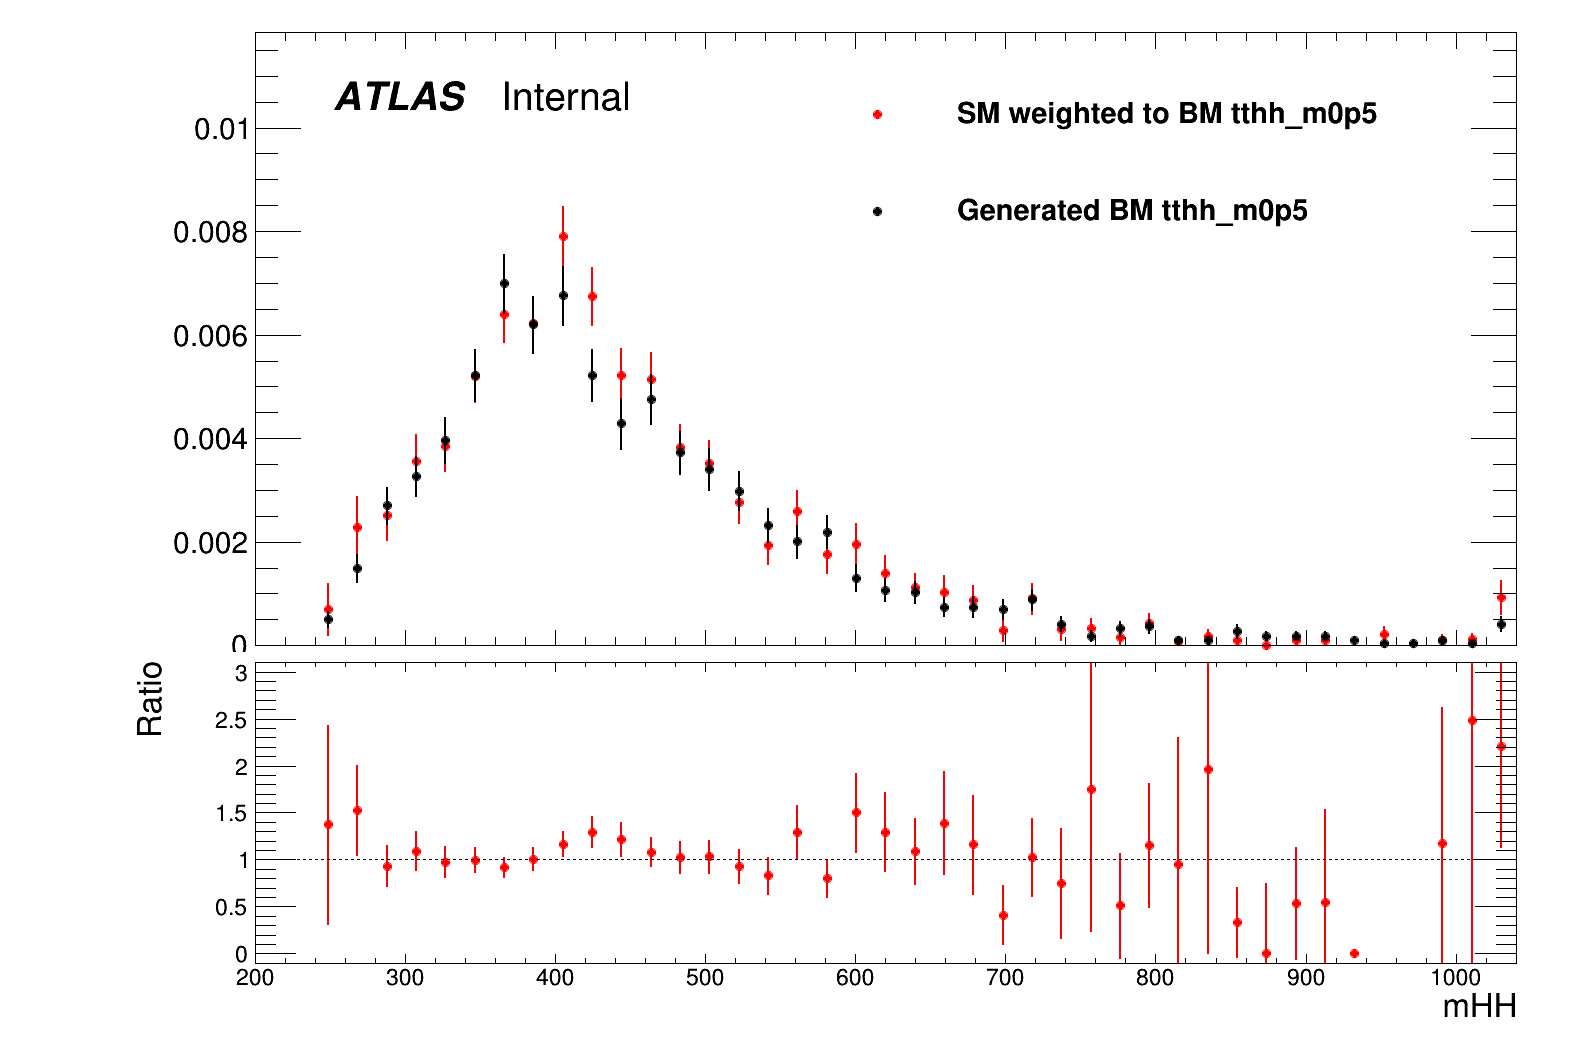 ATLAS Internal
SM weighted to BM tthh_m0p5
Generated BM tthh_m0p5
0.01
0.008
0.006
0.004
0.002
0
Ratio
3
2.5
2
1.5
1
0.5
0
200 300 400 500 600 700 800 900 1000
mHH